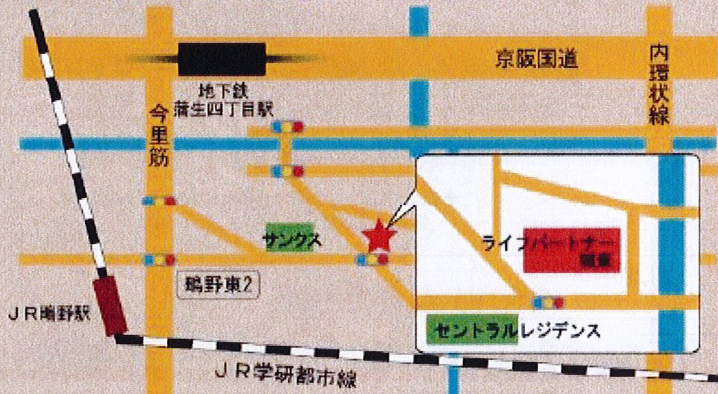 京阪国道
内環状線
地下鉄
蒲生四丁目駅
今里筋
サンクス
ライフパートナー
城東
鴫野東2
JR鴫野駅
セントラルレジデンス
JR学研都市線